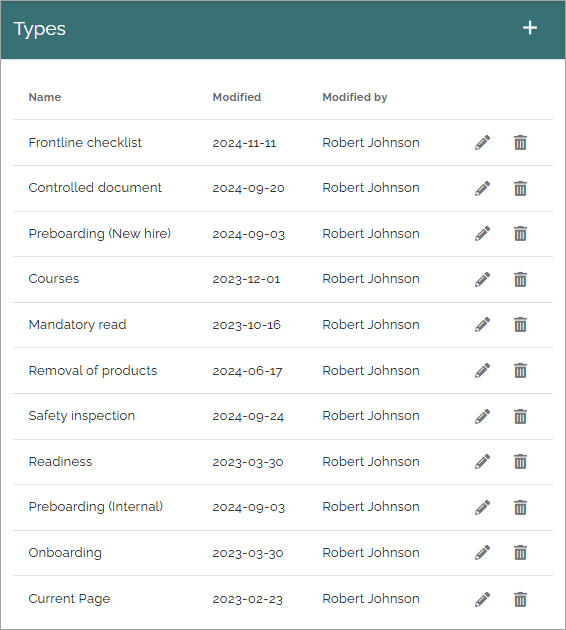 Types
Name Modified Modified by
Frontline checklist 2024-11-11 Robert Johnson
Controlled document 2024-09-20 Robert Johnson
Preboarding (New hire) 2024-09-03 Robert Johnson
Courses 2023-12-01 Robert Johnson
Mandatory read 2023-10-16 Robert Johnson
Removal of products 2024-06-17 Robert Johnson
Safety inspection 2024-09-24 Robert Johnson
Readiness 2023-03-30 Robert Johnson
Preboarding (Internal) 2024-09-03 Robert Johnson
Onboarding 2023-03-30 Robert Johnson
Current Page 2023-02-23 Robert Johnson